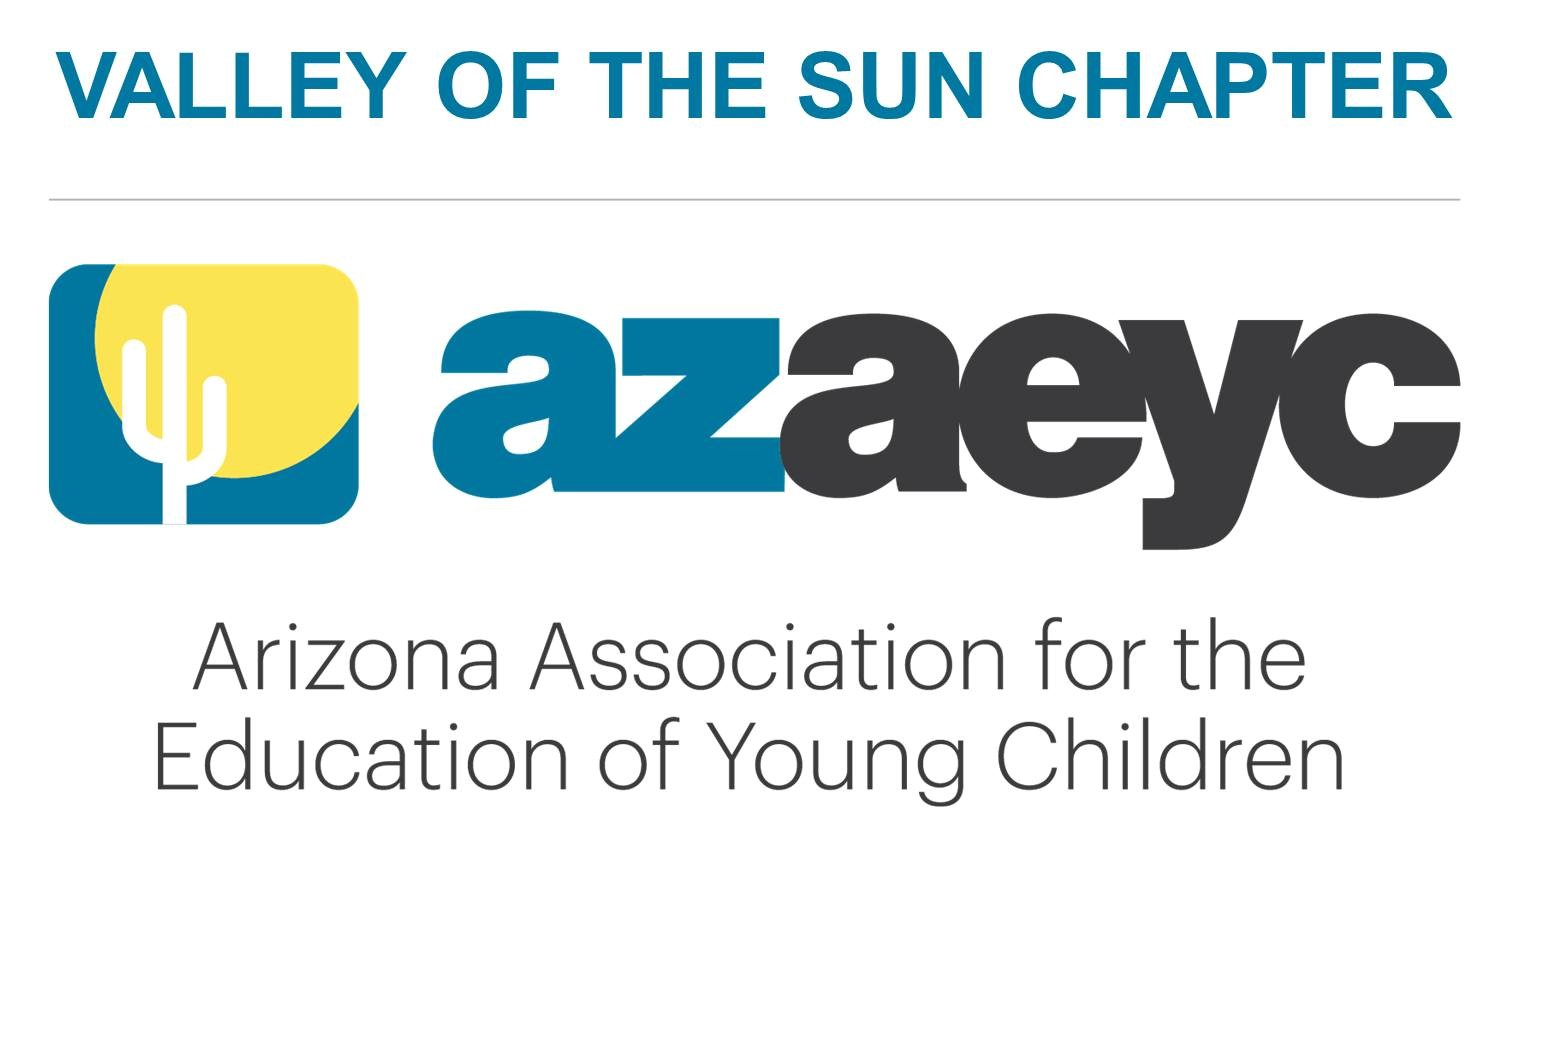 VALLEY OF THE SUN CHAPTER
azaeyc
Arizona Association for the
Education of Young Children